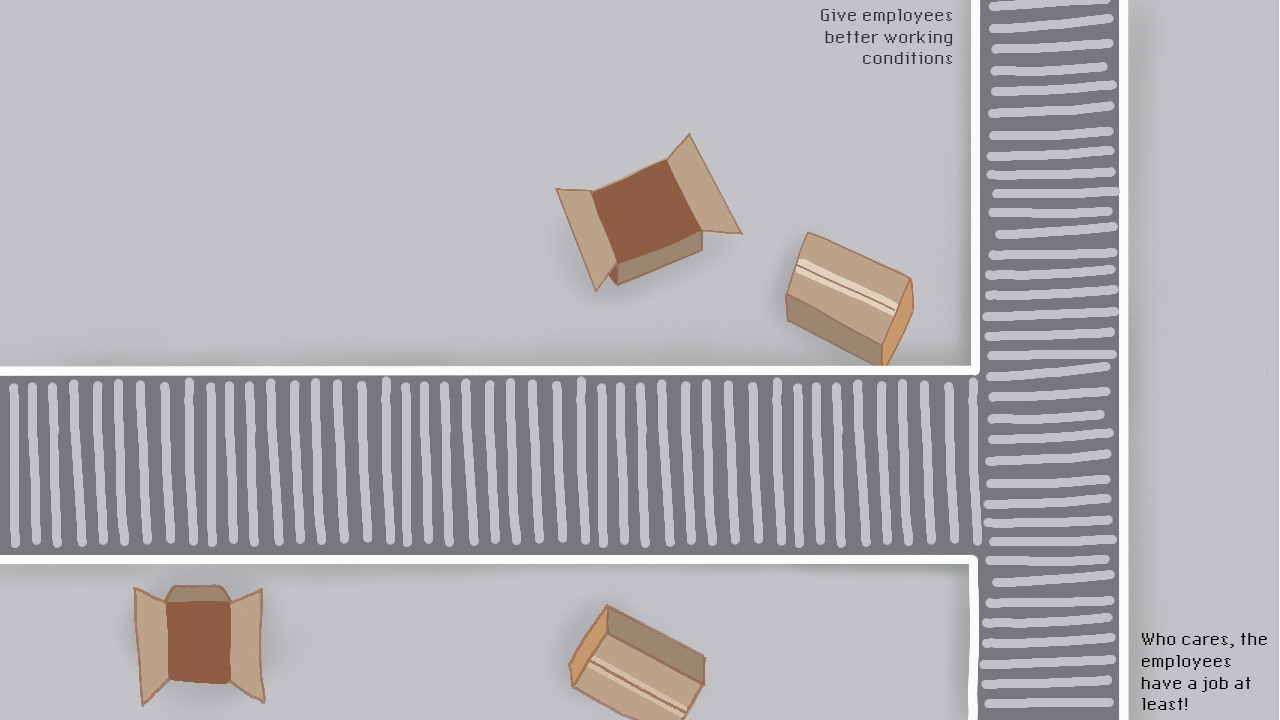 Give employees
better working
conditions
Who cares, the
employees
have a job at
least!